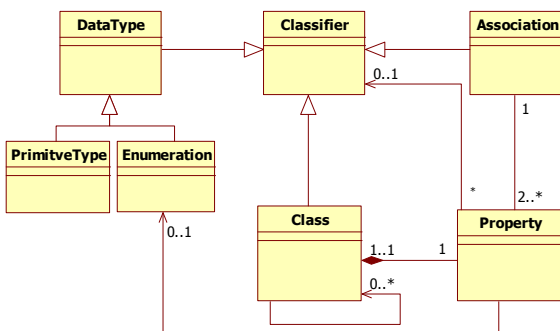 DataType
Classifier
Association
0..1
1
PrimitveType
Enumeration
*
2..*
Class
Property
0..1
1..1
1
0..*